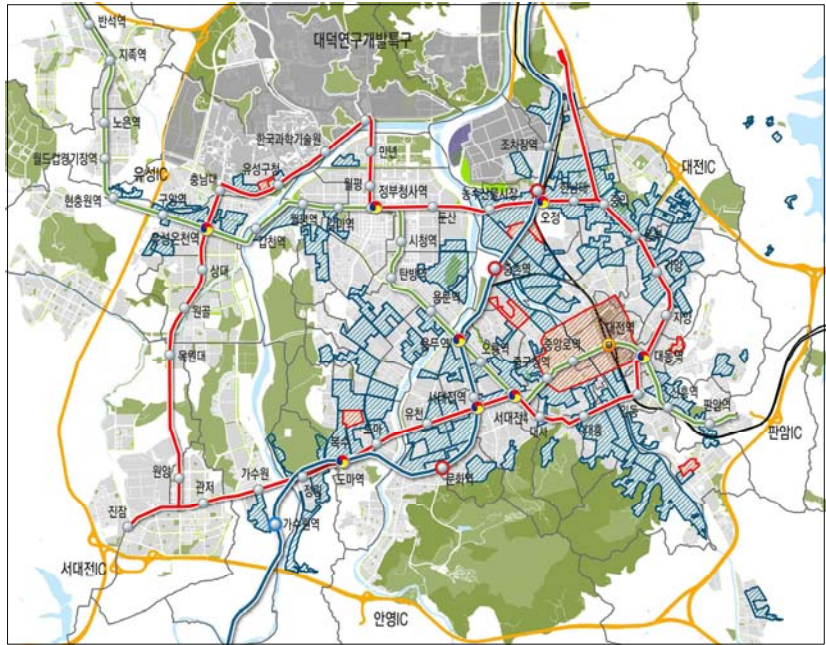 반석역
지족역
대덕연구개발특구
노은역
한국과학기술원
조차장역
월드컵경기장역
만년
대전IC
유성IC
유성구청
충남대
월평
정부청사역
현충원역
구암역
농수산물시장
둔산
오정
유성온천역
월평역
갑천역
시청역
상대
탄방역
용문역
원골
지양
대전역
중앙로역
용두역
오룡역
중구청역
대동역
목원대
서대전역
판암역
유천
판암IC
도마
대흥
복수
원양
가수원
관저
도마역
문화역
정림
진잠
가수원역
서대전IC
안영IC